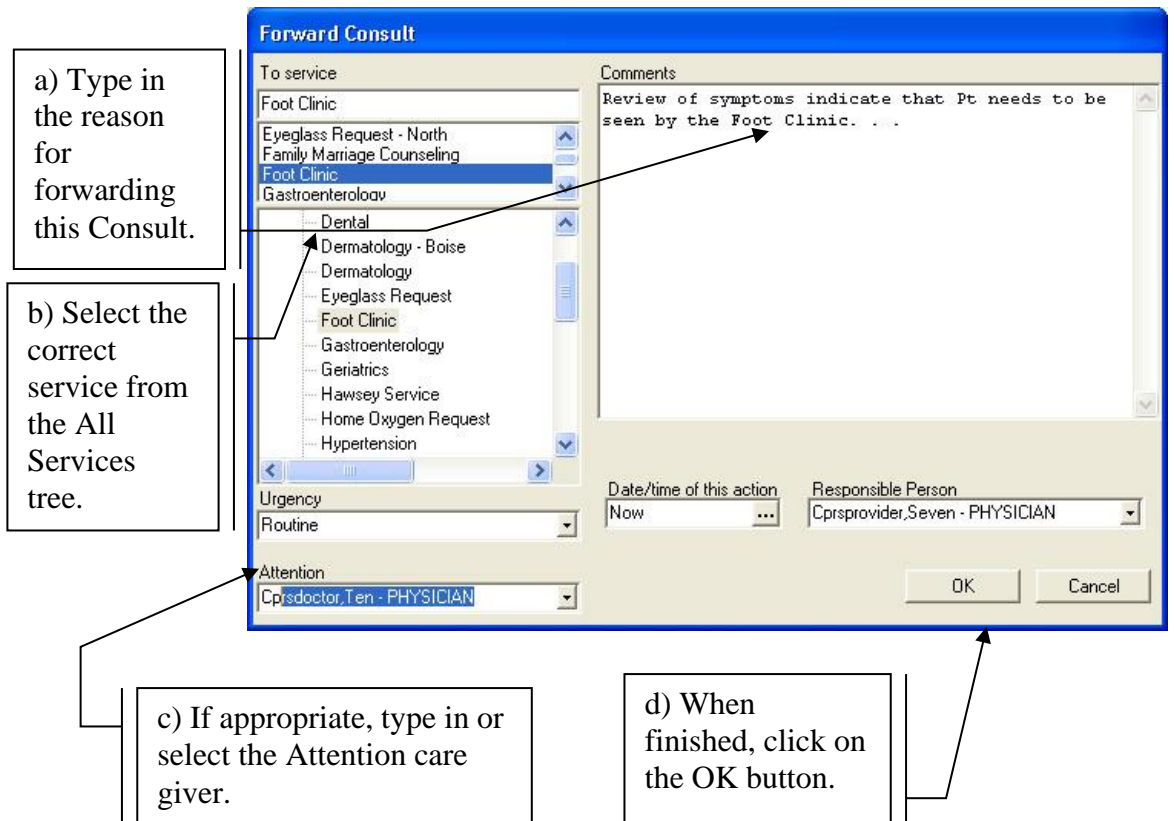 Forward Consult
a) Type in
the reason
for
forwarding
this Consult.
b) Select the
correct
service from
the All
Services
tree.
To service
Foot Clinic
Eyeglass Request - North
Family Marriage Counseling
Foot Clinic
Gastroenterology
Dental
Dermatology - Boise
Dermatology
Eyeglass Request
Foot Clinic
Gastroenterology
Geriatrics
Hawsey Service
Home Oxygen Request
Hypertension
Urgency
Routine
Attention
Cprsdoctor,Ten - PHYSICIAN
Comments
Review of symptoms indicate that Pt needs to be
seen by the Foot Clinic. . .
Date/time of this action
Now
...
Responsible Person
Cprsprovider,Seven - PHYSICIAN
OK
Cancel
c) If appropriate, type in or
select the Attention care
giver.
d) When
finished, click on
the OK button.